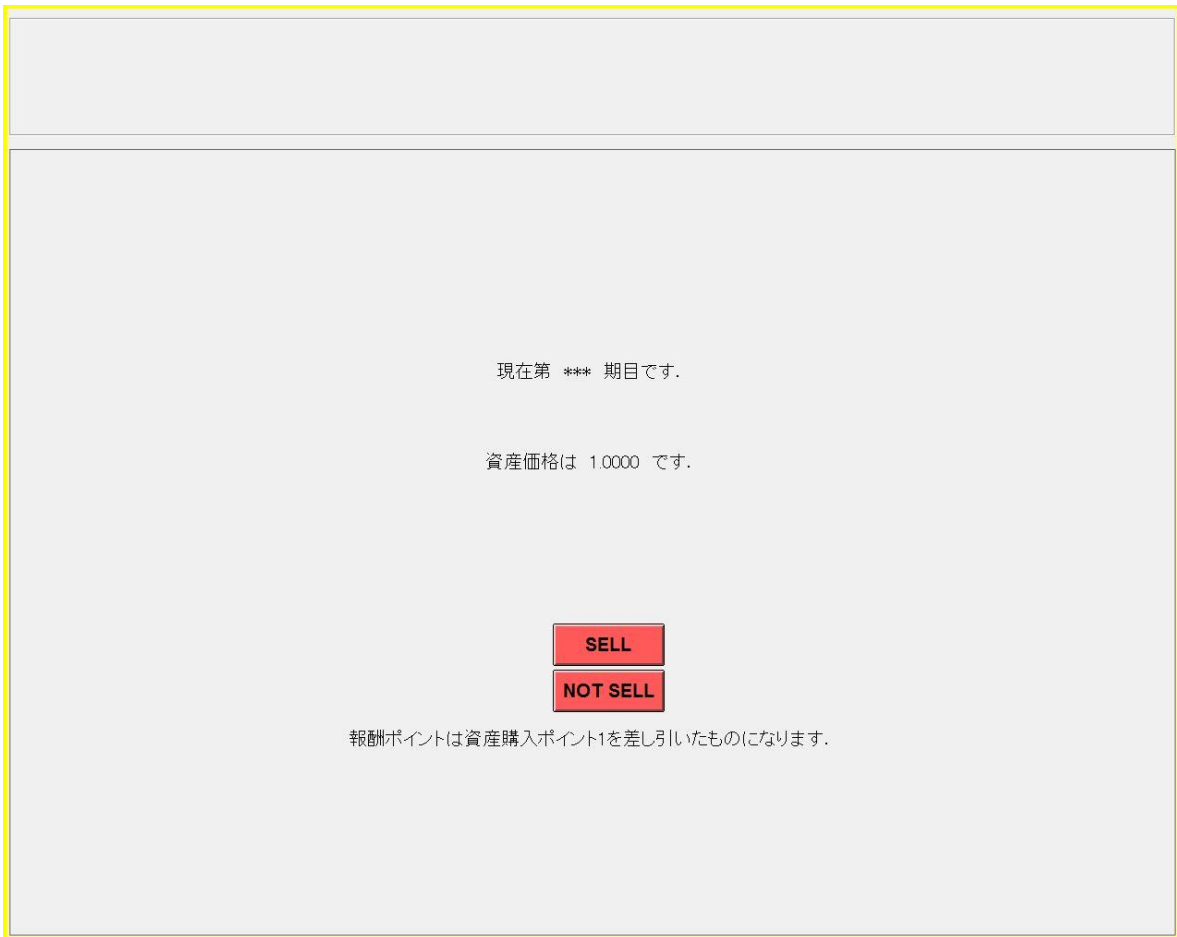 現在第 *** 期目です.
資産価格は 1.0000 です.
SELL
NOT SELL
報酬ポイントは資産購入ポイント1を差し引いたものになります.